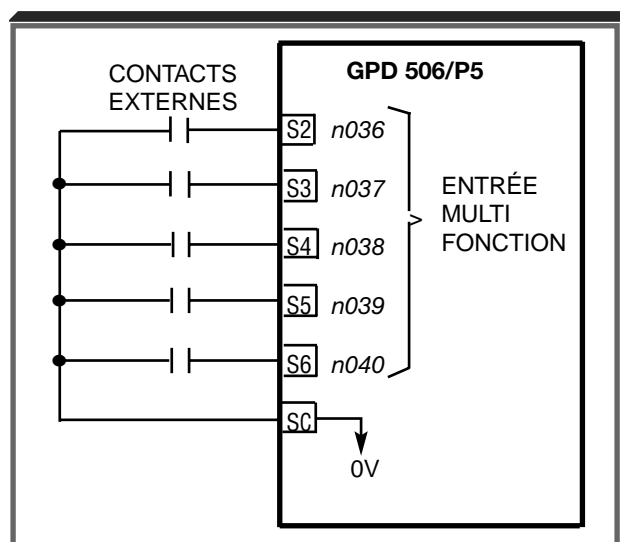 CONTACTS
EXTERNES
GPD 506/P5
S2 n036
S3 n037
S4 n038
S5 n039
S6 n040
ENTRÉE
MULTI
FONCTION
SC
0V